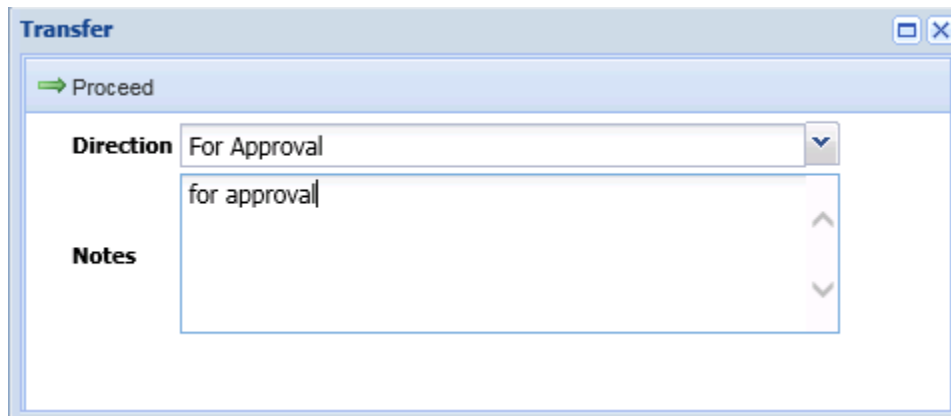 Transfer
Proceed
Direction For Approval
for approval
Notes